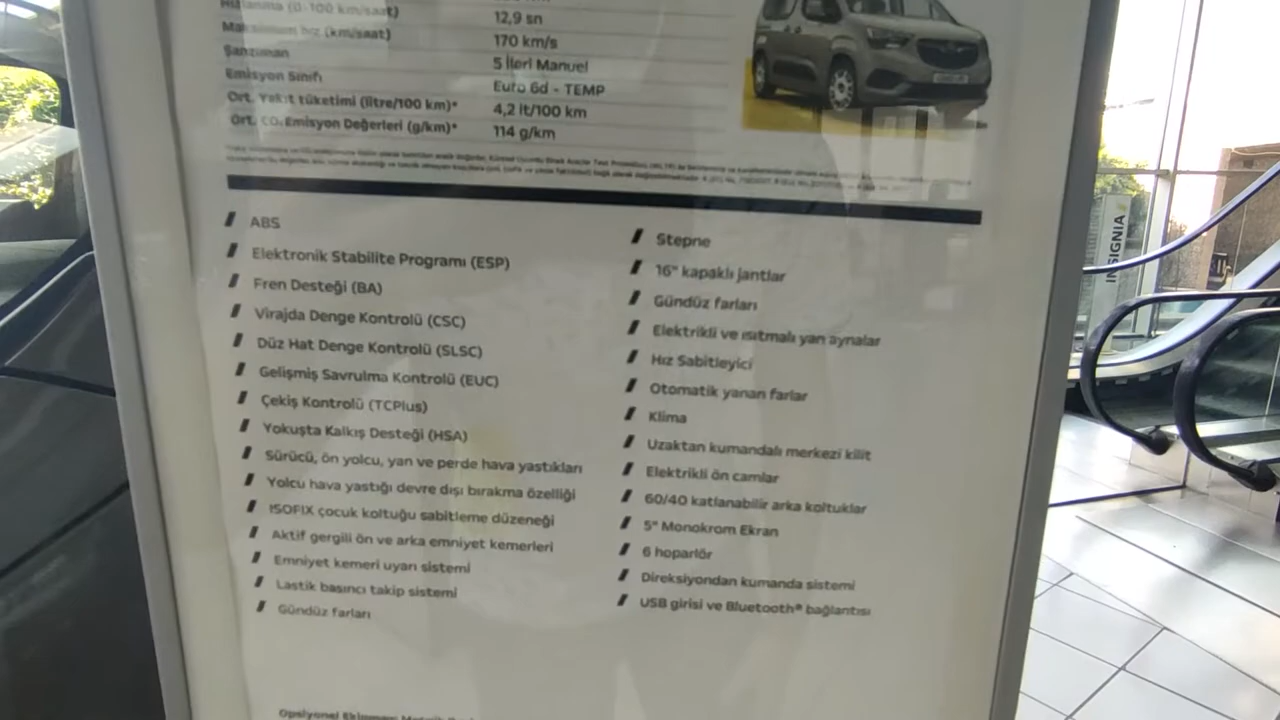 Hızlanma (0-100 km/saat) 12,9 sn
Maksimum hız (km/saat) 170 km/s
Şanzıman 5 İleri Manuel
Emisyon Sınıfı Euro 6d - TEMP
Ort. Yakıt tüketimi (litre/100 km)* 4,2 lt/100 km
Ort. CO₂ Emisyon Değerleri (g/km)* 114 g/km
ABS
Elektronik Stabilite Programı (ESP)
Fren Desteği (BA)
Virajda Denge Kontrolü (CSC)
Düz Hat Denge Kontrolü (SLSC)
Gelişmiş Savrulma Kontrolü (EUC)
Çekiş Kontrolü (TCPlus)
Yokuşta Kalkış Desteği (HSA)
Sürücü, ön yolcu, yan ve perde hava yastıkları
Yolcu hava yastığı devre dışı bırakma özelliği
ISOFIX çocuk koltuğu sabitleme düzeneği
Aktif gergili ön ve arka emniyet kemerleri
Emniyet kemeri uyarı sistemi
Lastik basıncı takip sistemi
Gündüz farları
Stepne
16" kapaklı jantlar
Gündüz farları
Elektrikli ve ısıtmalı yan aynalar
Hız Sabitleyici
Otomatik yanan farlar
Klima
Uzaktan kumandalı merkezi kilit
Elektrikli ön camlar
60/40 katlanabilir arka koltuklar
5" Monokrom Ekran
6 hoparlör
Direksiyondan kumanda sistemi
USB girişi ve Bluetooth® bağlantısı
INSIGNIA